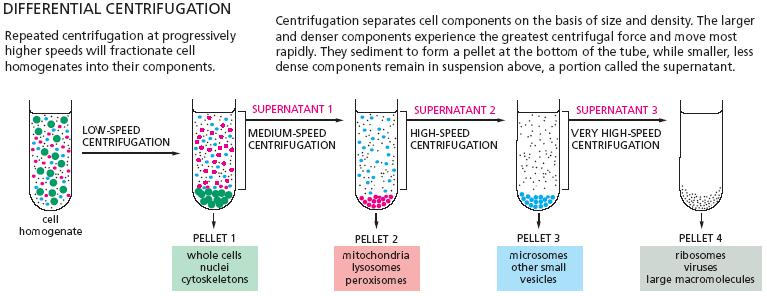 DIFFERENTIAL CENTRIFUGATION
Repeated centrifugation at progressively
higher speeds will fractionate cell
homogenates into their components.
Centrifugation separates cell components on the basis of size and density. The larger
and denser components experience the greatest centrifugal force and move most
rapidly. They sediment to form a pellet at the bottom of the tube, while smaller, less
dense components remain in suspension above, a portion called the supernatant.
cell
homogenate
LOW-SPEED
CENTRIFUGATION
SUPERNATANT 1
MEDIUM-SPEED
CENTRIFUGATION
SUPERNATANT 2
HIGH-SPEED
CENTRIFUGATION
SUPERNATANT 3
VERY HIGH-SPEED
CENTRIFUGATION
PELLET 1
whole cells
nuclei
cytoskeletons
PELLET 2
mitochondria
lysosomes
peroxisomes
PELLET 3
microsomes
other small
vesicles
PELLET 4
ribosomes
viruses
large macromolecules